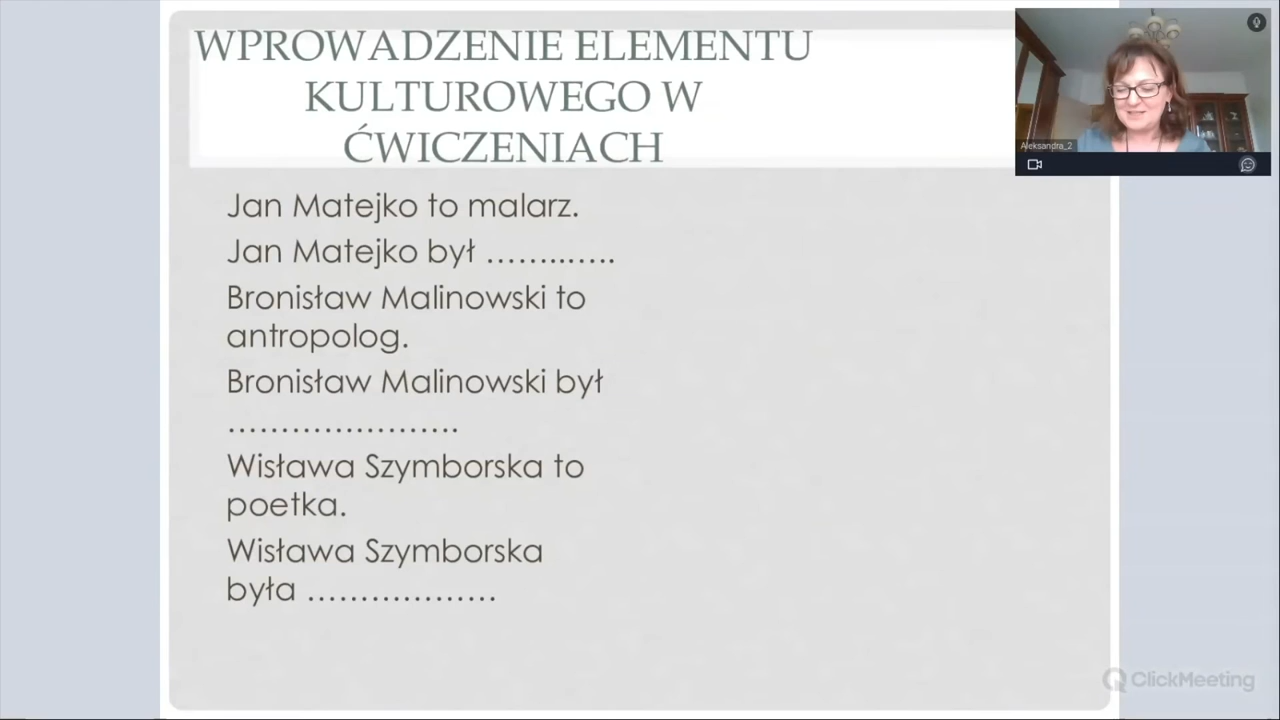 WPROWADZENIE ELEMENTU
KULTUROWEGO W
ĆWICZENIACH
Jan Matejko to malarz.
Jan Matejko był ……....…..
Bronisław Malinowski to
antropolog.
Bronisław Malinowski był
………………….
Wisława Szymborska to
poetka.
Wisława Szymborska
była ………………
Aleksandra_2
ClickMeeting